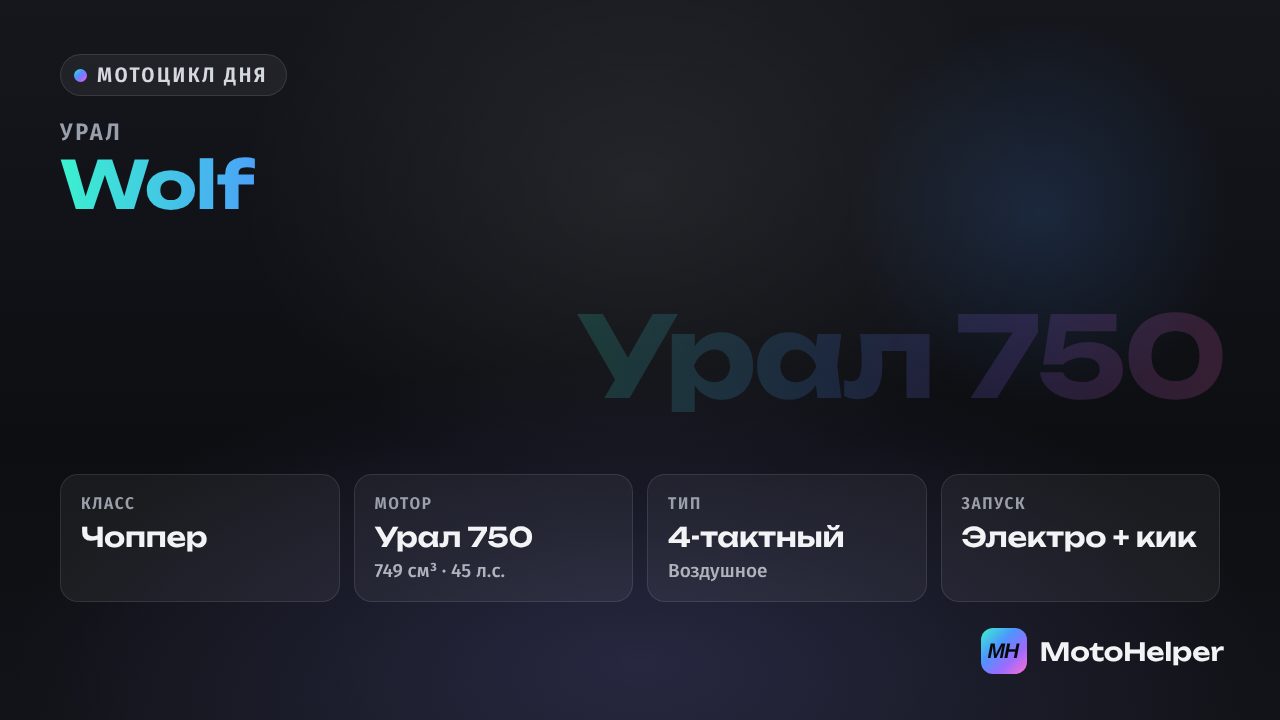 МОТОЦИКЛ ДНЯ
УРАЛ
Wolf
Урал 750
КЛАСС
Чоппер
МОТОР
Урал 750
749 см³ · 45 л.с.
ТИП
4-тактный
Воздушное
ЗАПУСК
Электро + кик
MH MotoHelper